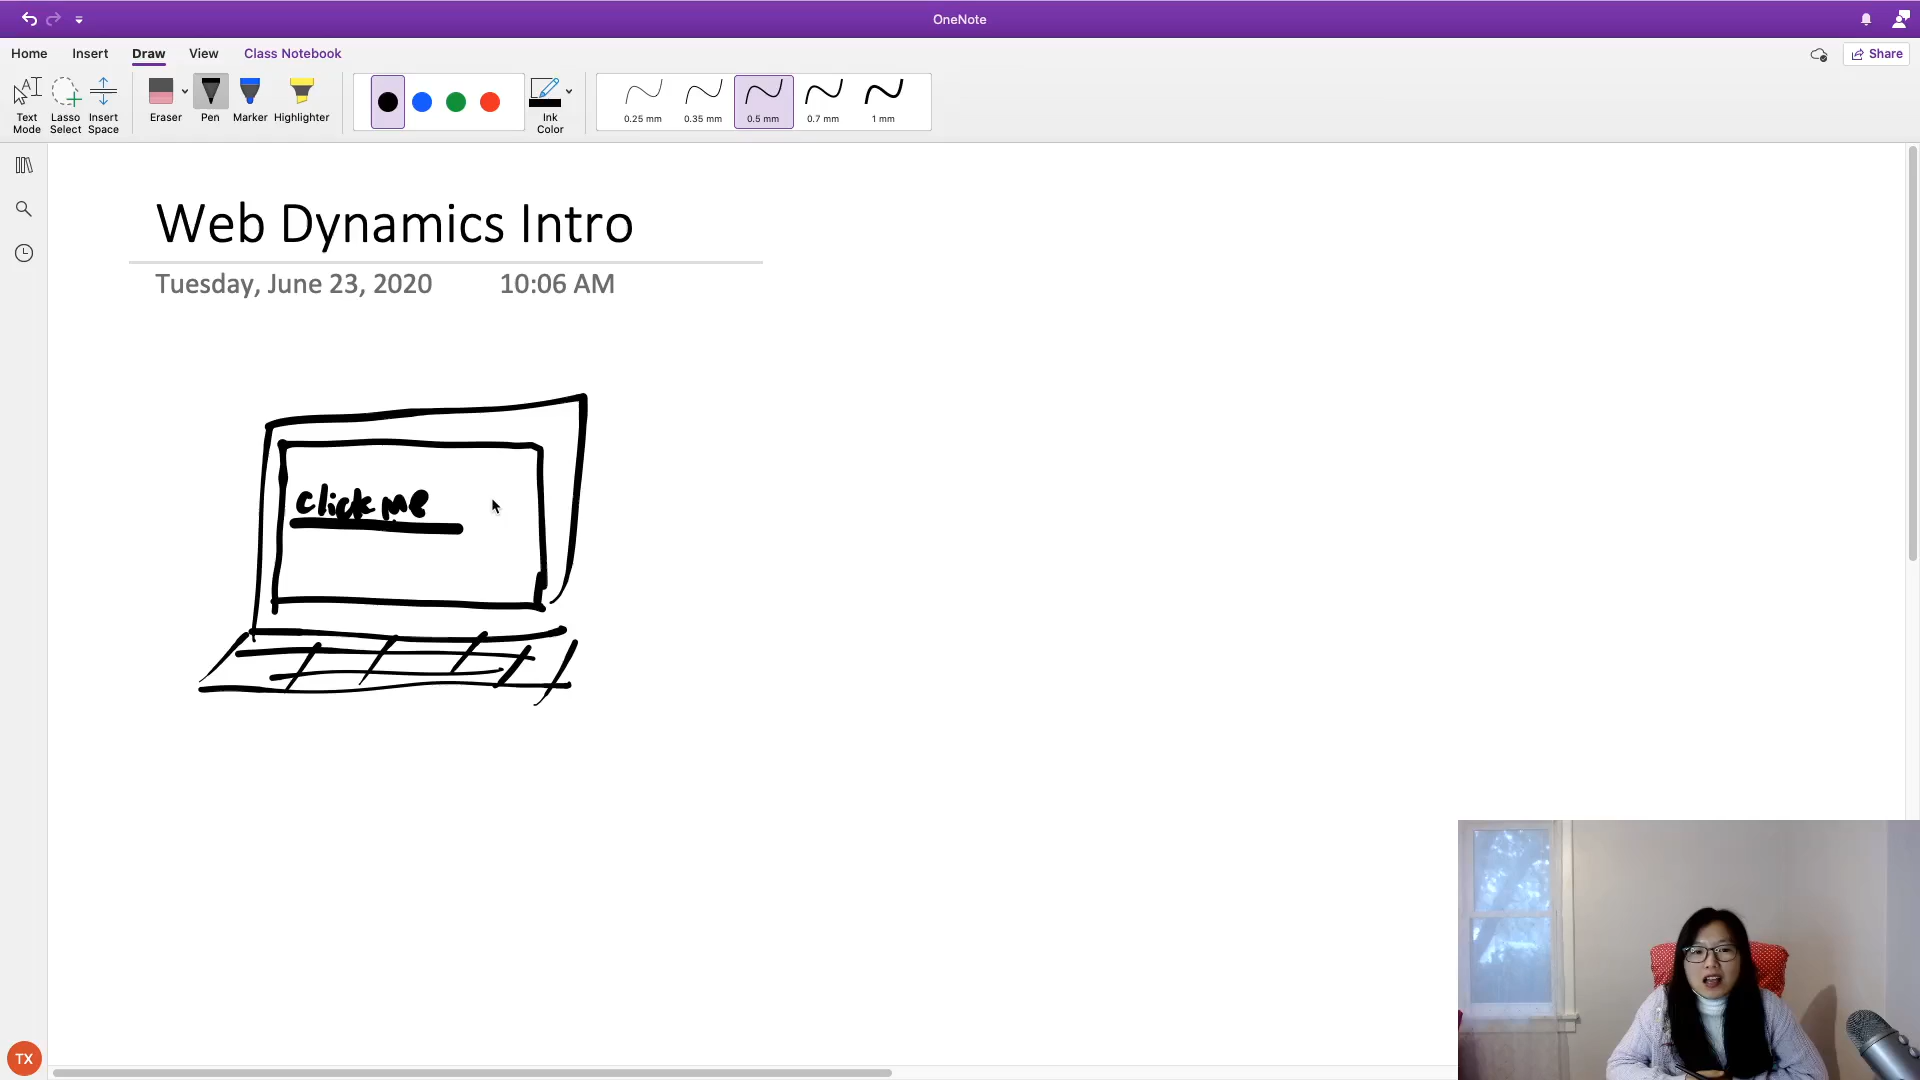 OneNote
Home Insert Draw View Class Notebook
Share
Text Mode
Lasso Select
Insert Space
Eraser
Pen
Marker
Highlighter
Ink Color
0.25 mm
0.35 mm
0.5 mm
0.7 mm
1 mm
Web Dynamics Intro
Tuesday, June 23, 2020 10:06 AM
click me
TX